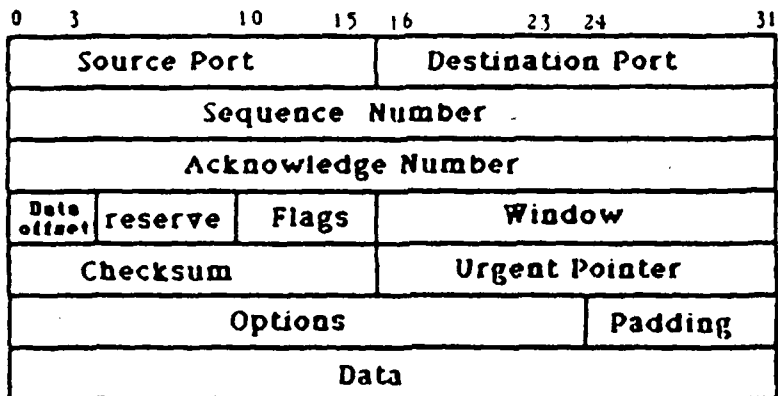 0 3 10 15 16 23 24 31
Source Port Destination Port
Sequence Number
Acknowledge Number
Data offset reserve Flags Window
Checksum Urgent Pointer
Options Padding
Data